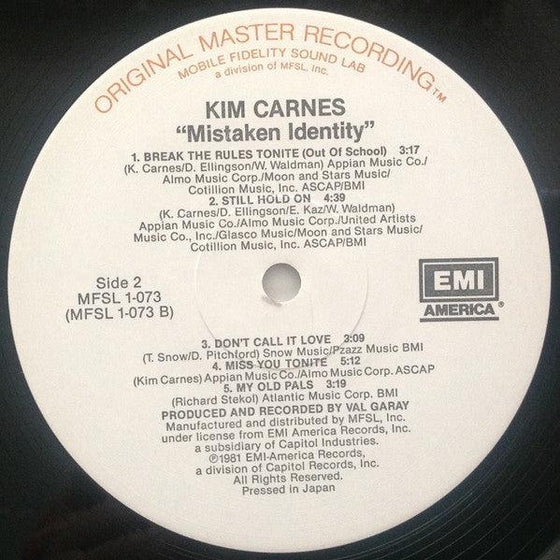 ORIGINAL MASTER RECORDING™
MOBILE FIDELITY SOUND LAB
a division of MFSL, Inc.
KIM CARNES
"Mistaken Identity"
1. BREAK THE RULES TONITE (Out Of School) 3:17
(K. Carnes/D. Ellingson/W. Waldman) Appian Music Co./
Almo Music Corp./Moon and Stars Music/
Cotillion Music, Inc. ASCAP/BMI
2. STILL HOLD ON 4:39
(K. Carnes/D. Ellingson/E. Kaz/W. Waldman)
Appian Music Co./Almo Music Corp./United Artists
Music Co., Inc./Glasco Music/Moon and Stars Music/
Cotillion Music, Inc. ASCAP/BMI
Side 2
MFSL 1-073
(MFSL 1-073 B)
EMI
AMERICA®
3. DON'T CALL IT LOVE 3:09
(T. Snow/D. Pitchford) Snow Music/Pzazz Music BMI
4. MISS YOU TONITE 5:12
(Kim Carnes) Appian Music Co./Almo Music Corp. ASCAP
5. MY OLD PALS 3:19
(Richard Stekol) Atlantic Music Corp. BMI
PRODUCED AND RECORDED BY VAL GARAY
Manufactured and distributed by MFSL, Inc.
under license from EMI America Records, Inc.
a subsidiary of Capitol Industries.
℗1981 EMI-America Records,
a division of Capitol Records, Inc.
All Rights Reserved.
Pressed in Japan